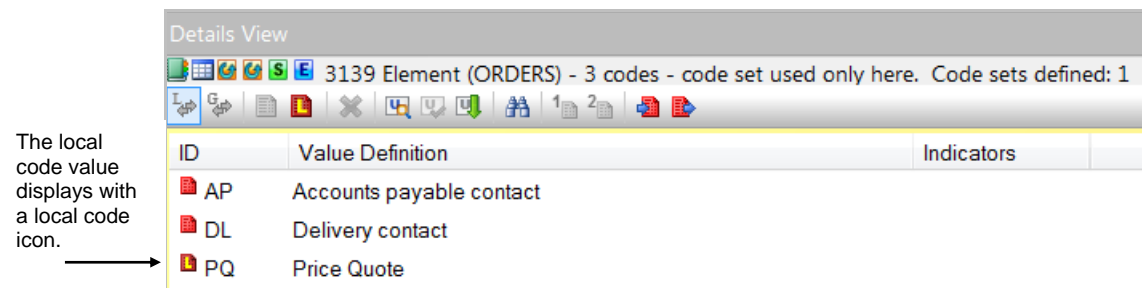 Details View
S E 3139 Element (ORDERS) - 3 codes - code set used only here. Code sets defined: 1
L G L U U U 1 2
The local
code value
displays with
a local code
icon.
ID Value Definition Indicators
AP Accounts payable contact
DL Delivery contact
L PQ Price Quote